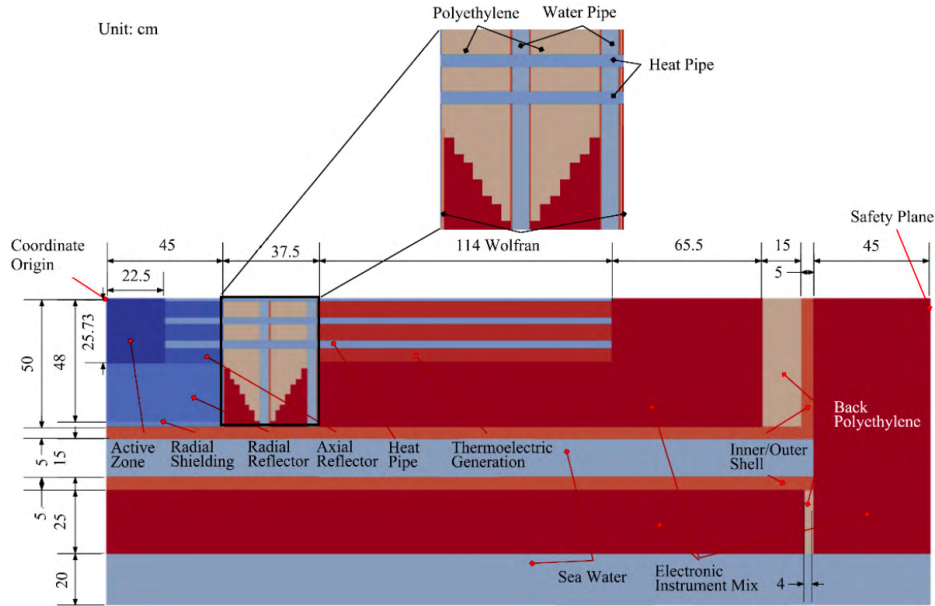 Unit: cm
Polyethylene
Water Pipe
Heat Pipe
Coordinate
Origin
Safety Plane
45
37.5
114 Wolfran
65.5
15
45
22.5
5
25.73
50
48
Active
Zone
Radial
Shielding
Radial
Reflector
Axial
Reflector
Heat
Pipe
Thermoelectric
Generation
Inner/Outer
Shell
Back
Polyethylene
5
15
5
25
20
Sea Water
Electronic
Instrument Mix
4